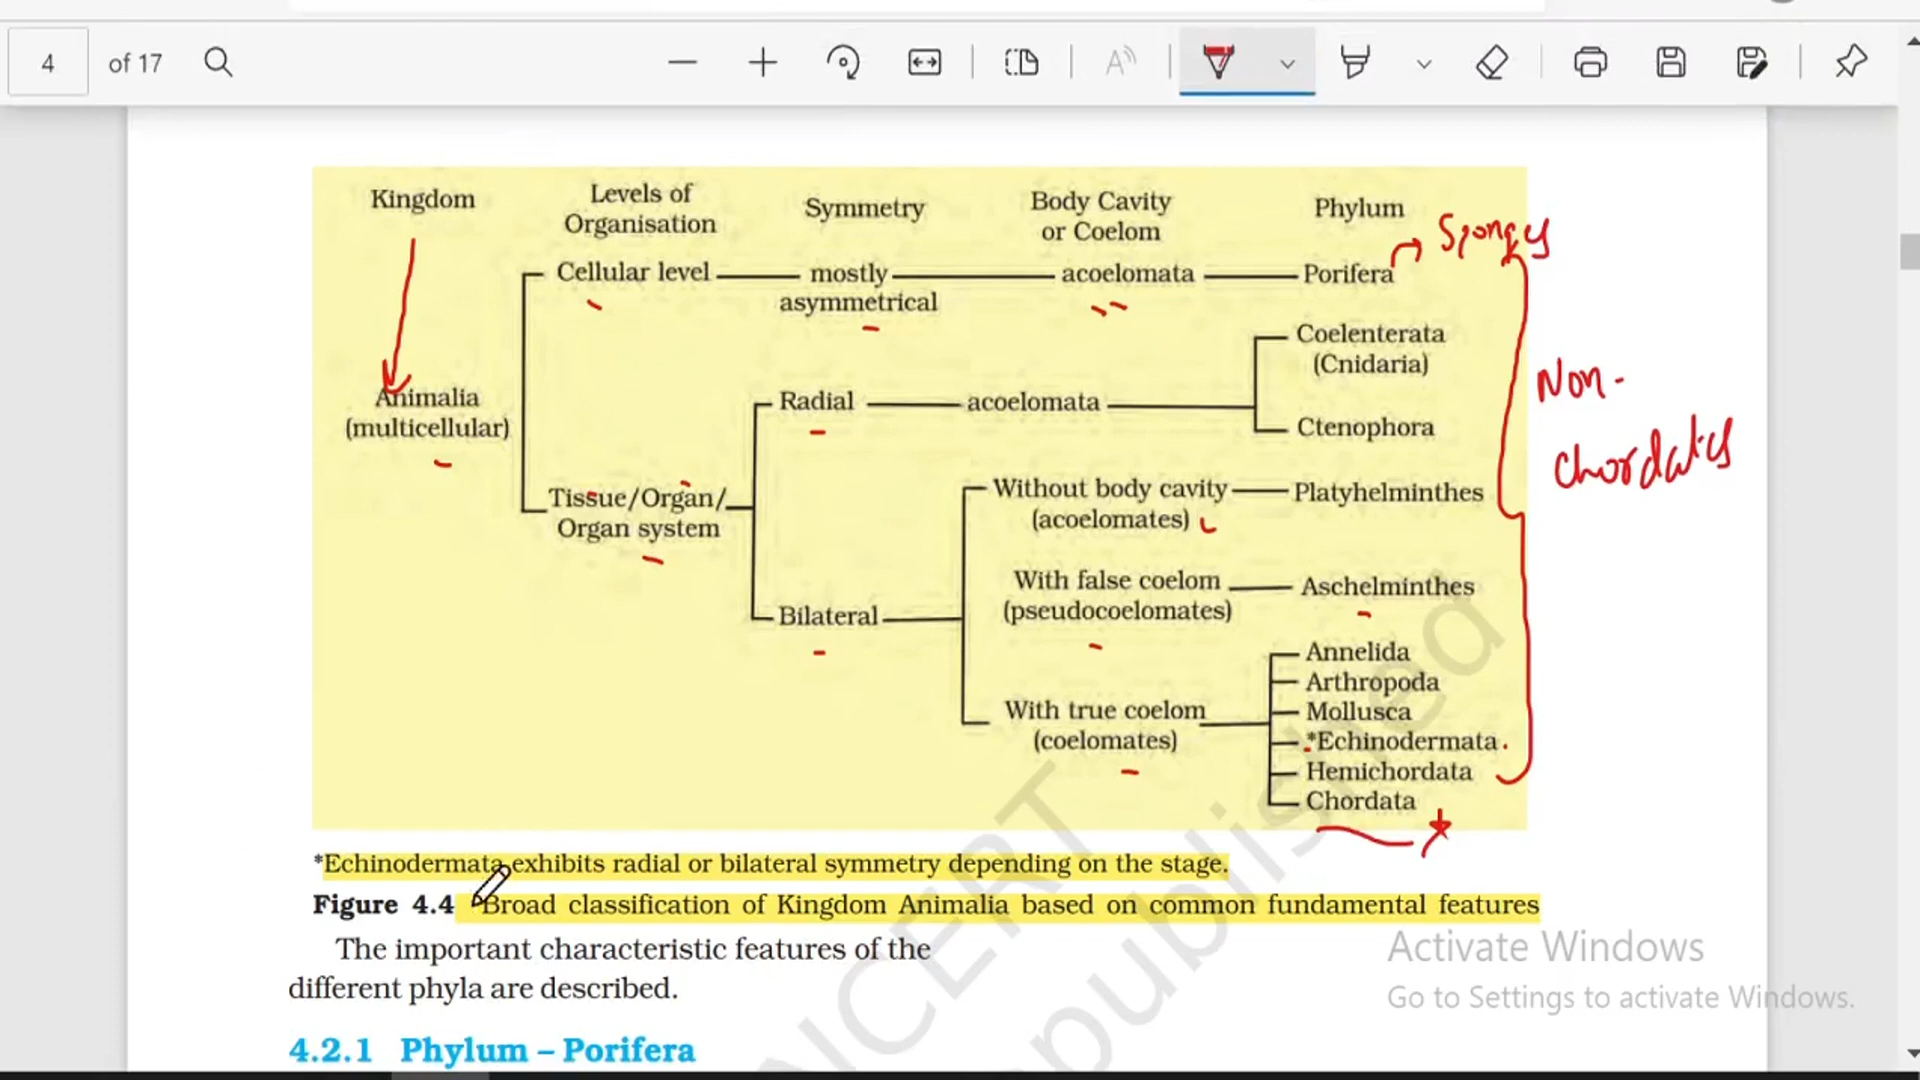 4 of 17
Kingdom
Levels of
Organisation
Symmetry
Body Cavity
or Coelom
Phylum
Sponges
Cellular level
mostly
asymmetrical
acoelomata
Porifera
Animalia
(multicellular)
Radial
acoelomata
Coelenterata
(Cnidaria)
Ctenophora
Non-
Chordates
Tissue/Organ/
Organ system
Bilateral
Without body cavity
(acoelomates)
Platyhelminthes
With false coelom
(pseudocoelomates)
Aschelminthes
With true coelom
(coelomates)
Annelida
Arthropoda
Mollusca
*Echinodermata
Hemichordata
Chordata
*Echinodermata exhibits radial or bilateral symmetry depending on the stage.
Figure 4.4 Broad classification of Kingdom Animalia based on common fundamental features
The important characteristic features of the
different phyla are described.
4.2.1 Phylum – Porifera
NCERT
published
Activate Windows
Go to Settings to activate Windows.